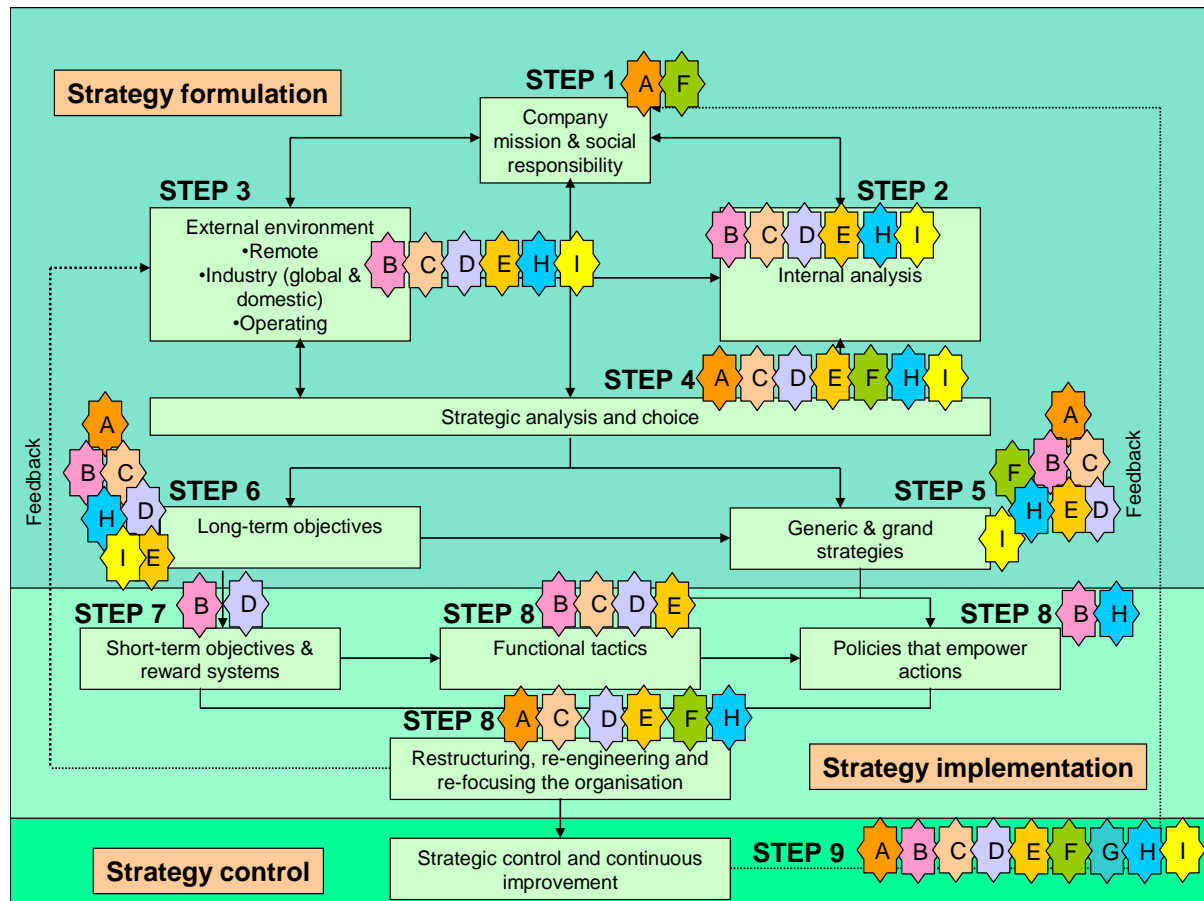 Strategy formulation
STEP 1
A F
Company
mission & social
responsibility
STEP 3
External environment
•Remote
•Industry (global &
domestic)
•Operating
B C D E H I
STEP 2
B C D E H I
Internal analysis
STEP 4
A C D E F H I
Strategic analysis and choice
Feedback
A
B C
H D
I E
STEP 6
Long-term objectives
STEP 5
Generic & grand
strategies
A
F B C
H E D
I
Feedback
STEP 7
B D
Short-term objectives &
reward systems
STEP 8
B C D E
Functional tactics
STEP 8
B H
Policies that empower
actions
STEP 8
A C D E F H
Restructuring, re-engineering and
re-focusing the organisation
Strategy implementation
Strategy control
Strategic control and continuous
improvement
STEP 9
A B C D E F G H I